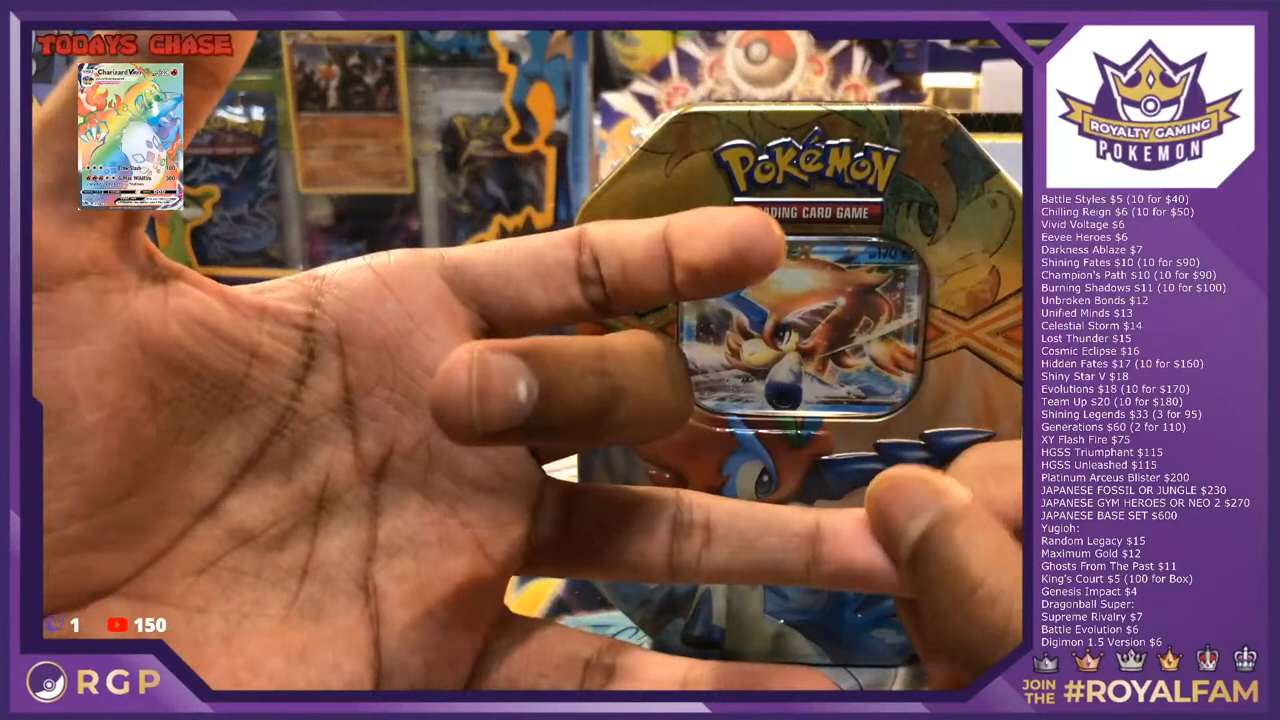 TODAYS CHASE
Charizard
Claw Slash 100
300
POKéMON
TRADING CARD GAME
HP170
ROYALTY GAMING
POKEMON
Battle Styles $5 (10 for $40)
Chilling Reign $6 (10 for $50)
Vivid Voltage $6
Eevee Heroes $6
Darkness Ablaze $7
Shining Fates $10 (10 for $90)
Champion's Path $10 (10 for $90)
Burning Shadows $11 (10 for $100)
Unbroken Bonds $12
Unified Minds $13
Celestial Storm $14
Lost Thunder $15
Cosmic Eclipse $16
Hidden Fates $17 (10 for $160)
Shiny Star V $18
Evolutions $18 (10 for $170)
Team Up $20 (10 for $180)
Shining Legends $33 (3 for 95)
Generations $60 (2 for 110)
XY Flash Fire $75
HGSS Triumphant $115
HGSS Unleashed $115
Platinum Arceus Blister $200
JAPANESE FOSSIL OR JUNGLE $230
JAPANESE GYM HEROES OR NEO 2 $270
JAPANESE BASE SET $600
Yugioh:
Random Legacy $15
Maximum Gold $12
Ghosts From The Past $11
King's Court $5 (100 for Box)
Genesis Impact $4
Dragonball Super:
Supreme Rivalry $7
Battle Evolution $6
Digimon 1.5 Version $6
1 150
RGP
JOIN THE #ROYALFAM